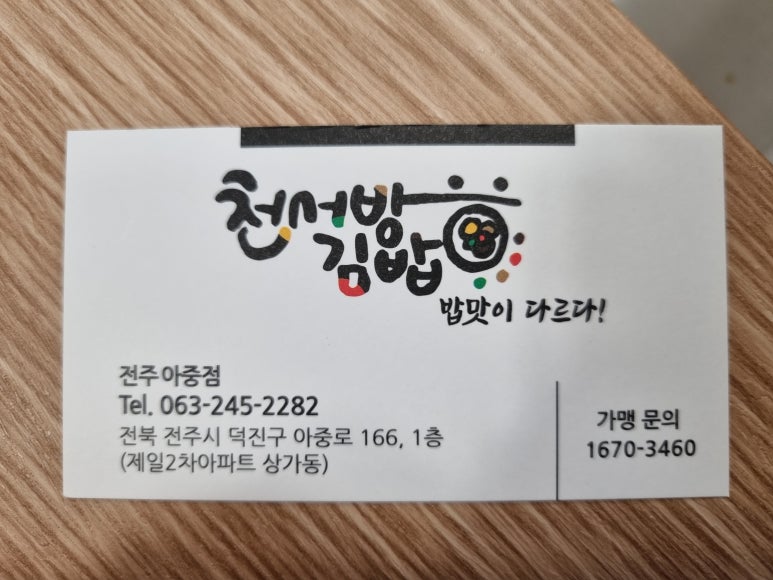 천서방
김밥
밥맛이 다르다!
전주아중점
Tel. 063-245-2282
전북 전주시 덕진구 아중로 166, 1층
(제일2차아파트 상가동)
가맹 문의
1670-3460